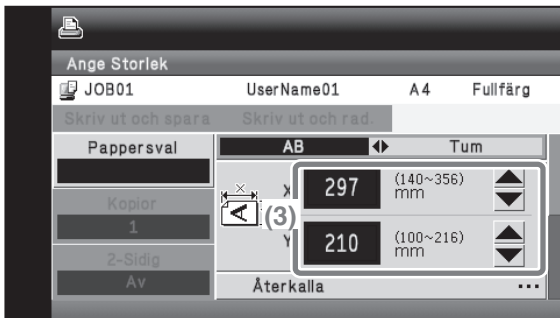 Ange Storlek
JOB01 UserName01 A4 Fullfärg
Skriv ut och spara Skriv ut och rad.
Pappersval AB Tum
X 297 (140~356) mm
Kopior
1
(3)
Y 210 (100~216) mm
2-Sidig
Av
Återkalla ...